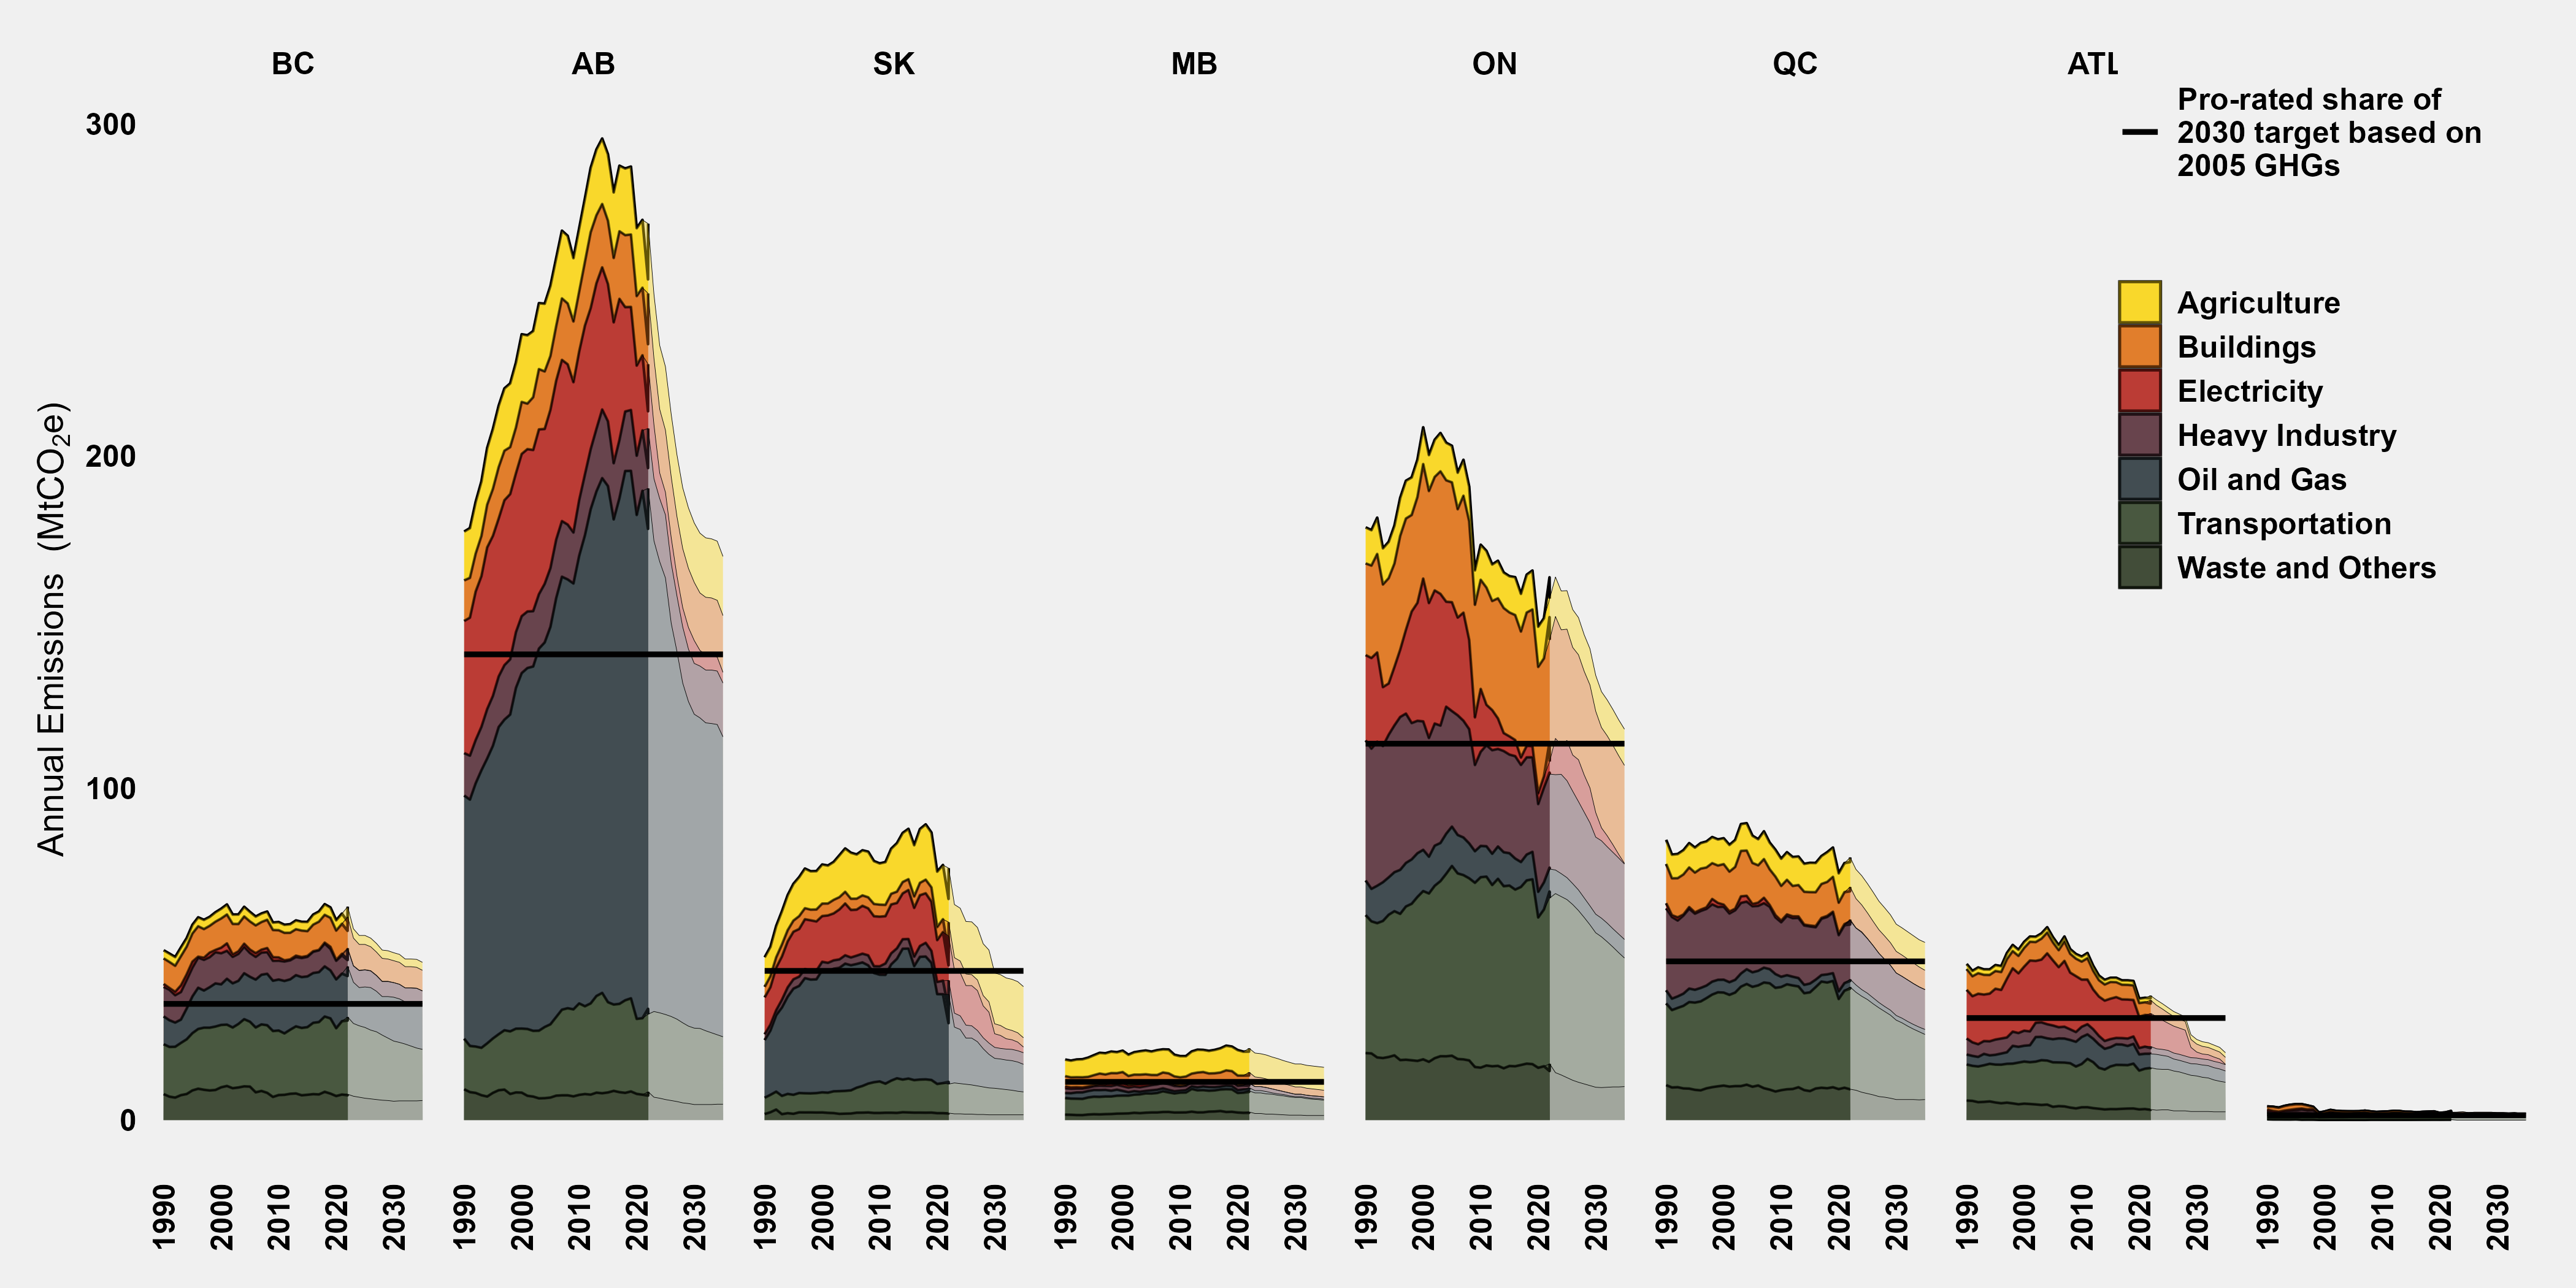 BC AB SK MB ON QC ATL
Pro-rated share of
2030 target based on
2005 GHGs
300
200
100
0
Annual Emissions (MtCO₂e)
Agriculture
Buildings
Electricity
Heavy Industry
Oil and Gas
Transportation
Waste and Others
1990 2000 2010 2020 2030 1990 2000 2010 2020 2030 1990 2000 2010 2020 2030 1990 2000 2010 2020 2030 1990 2000 2010 2020 2030 1990 2000 2010 2020 2030 1990 2000 2010 2020 2030 1990 2000 2010 2020 2030